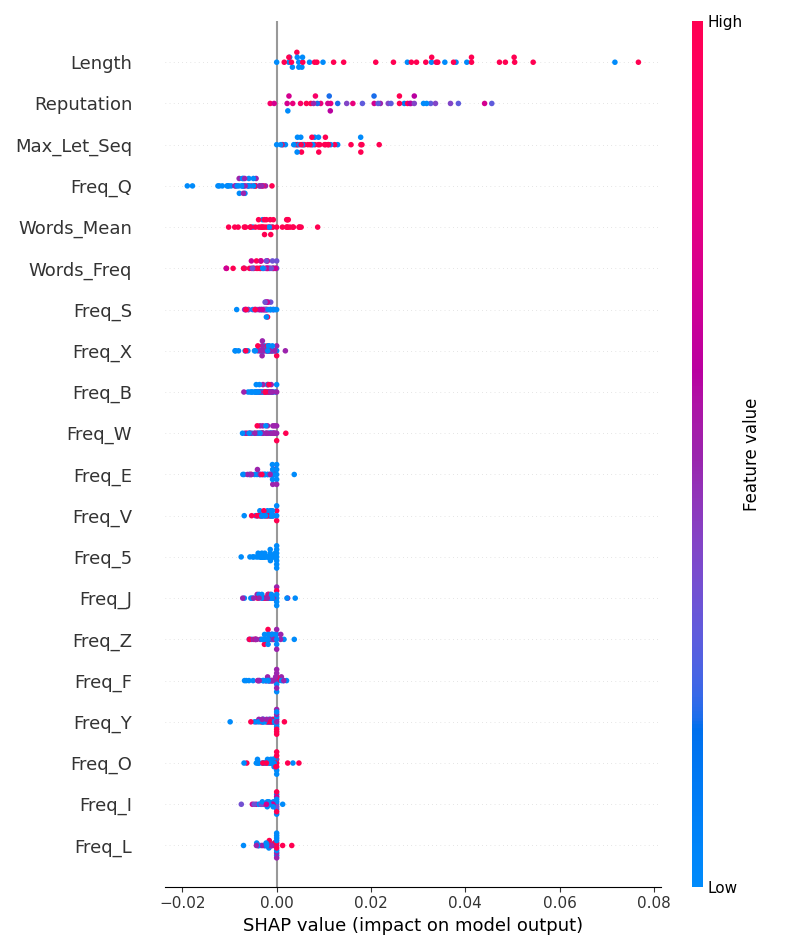 High
Length
Reputation
Max_Let_Seq
Freq_Q
Words_Mean
Words_Freq
Freq_S
Freq_X
Freq_B
Freq_W
Freq_E
Freq_V
Freq_5
Freq_J
Freq_Z
Freq_F
Freq_Y
Freq_O
Freq_I
Freq_L
Feature value
Low
−0.02 0.00 0.02 0.04 0.06 0.08
SHAP value (impact on model output)